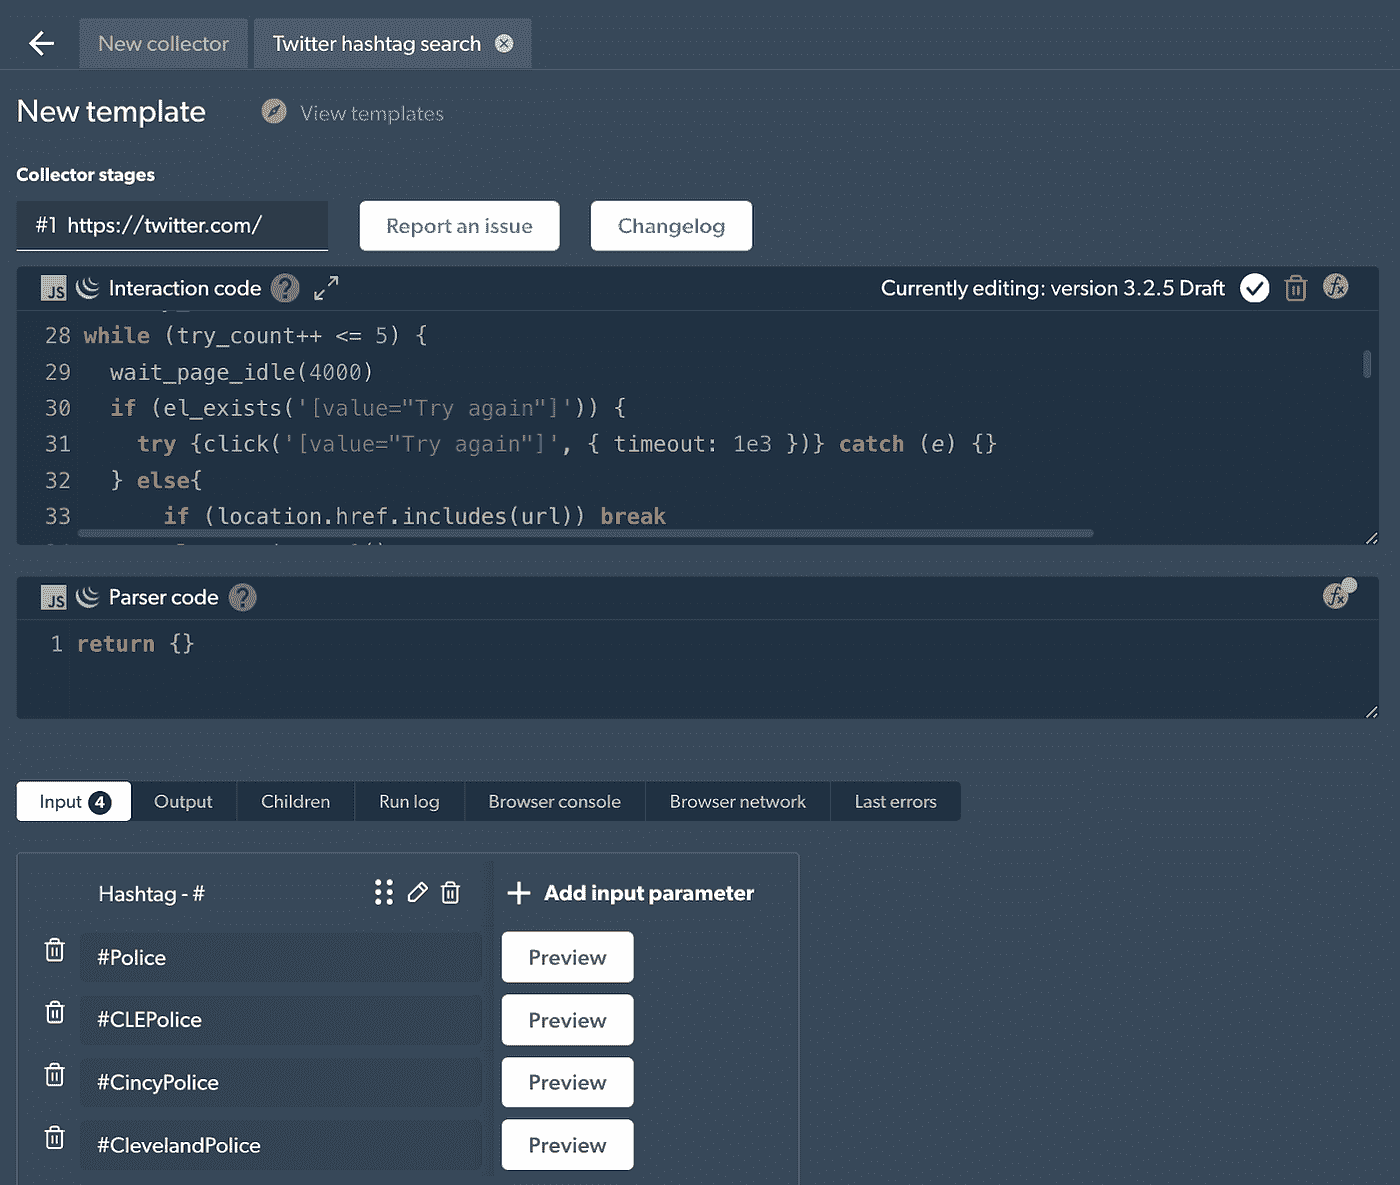 New collector Twitter hashtag search
New template View templates
Collector stages
#1 https://twitter.com/ Report an issue Changelog
JS Interaction code ? Currently editing: version 3.2.5 Draft fx
28 while (try_count++ <= 5) {
29 wait_page_idle(4000)
30 if (el_exists('[value="Try again"]')) {
31 try {click('[value="Try again"]', { timeout: 1e3 })} catch (e) {}
32 } else{
33 if (location.href.includes(url)) break
JS Parser code ? fx
1 return {}
Input 4 Output Children Run log Browser console Browser network Last errors
Hashtag - # + Add input parameter
#Police Preview
#CLEPolice Preview
#CincyPolice Preview
#ClevelandPolice Preview